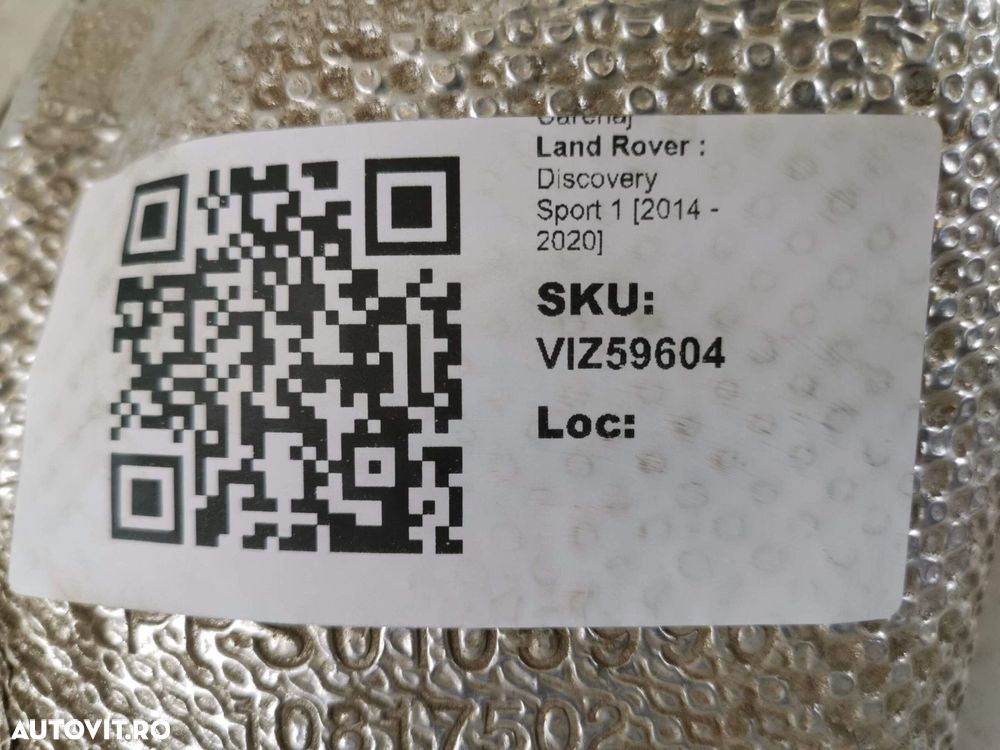 Land Rover :
Discovery
Sport 1 [2014 -
2020]
SKU:
VIZ59604
Loc:
10817502
AUTOVIT.RO